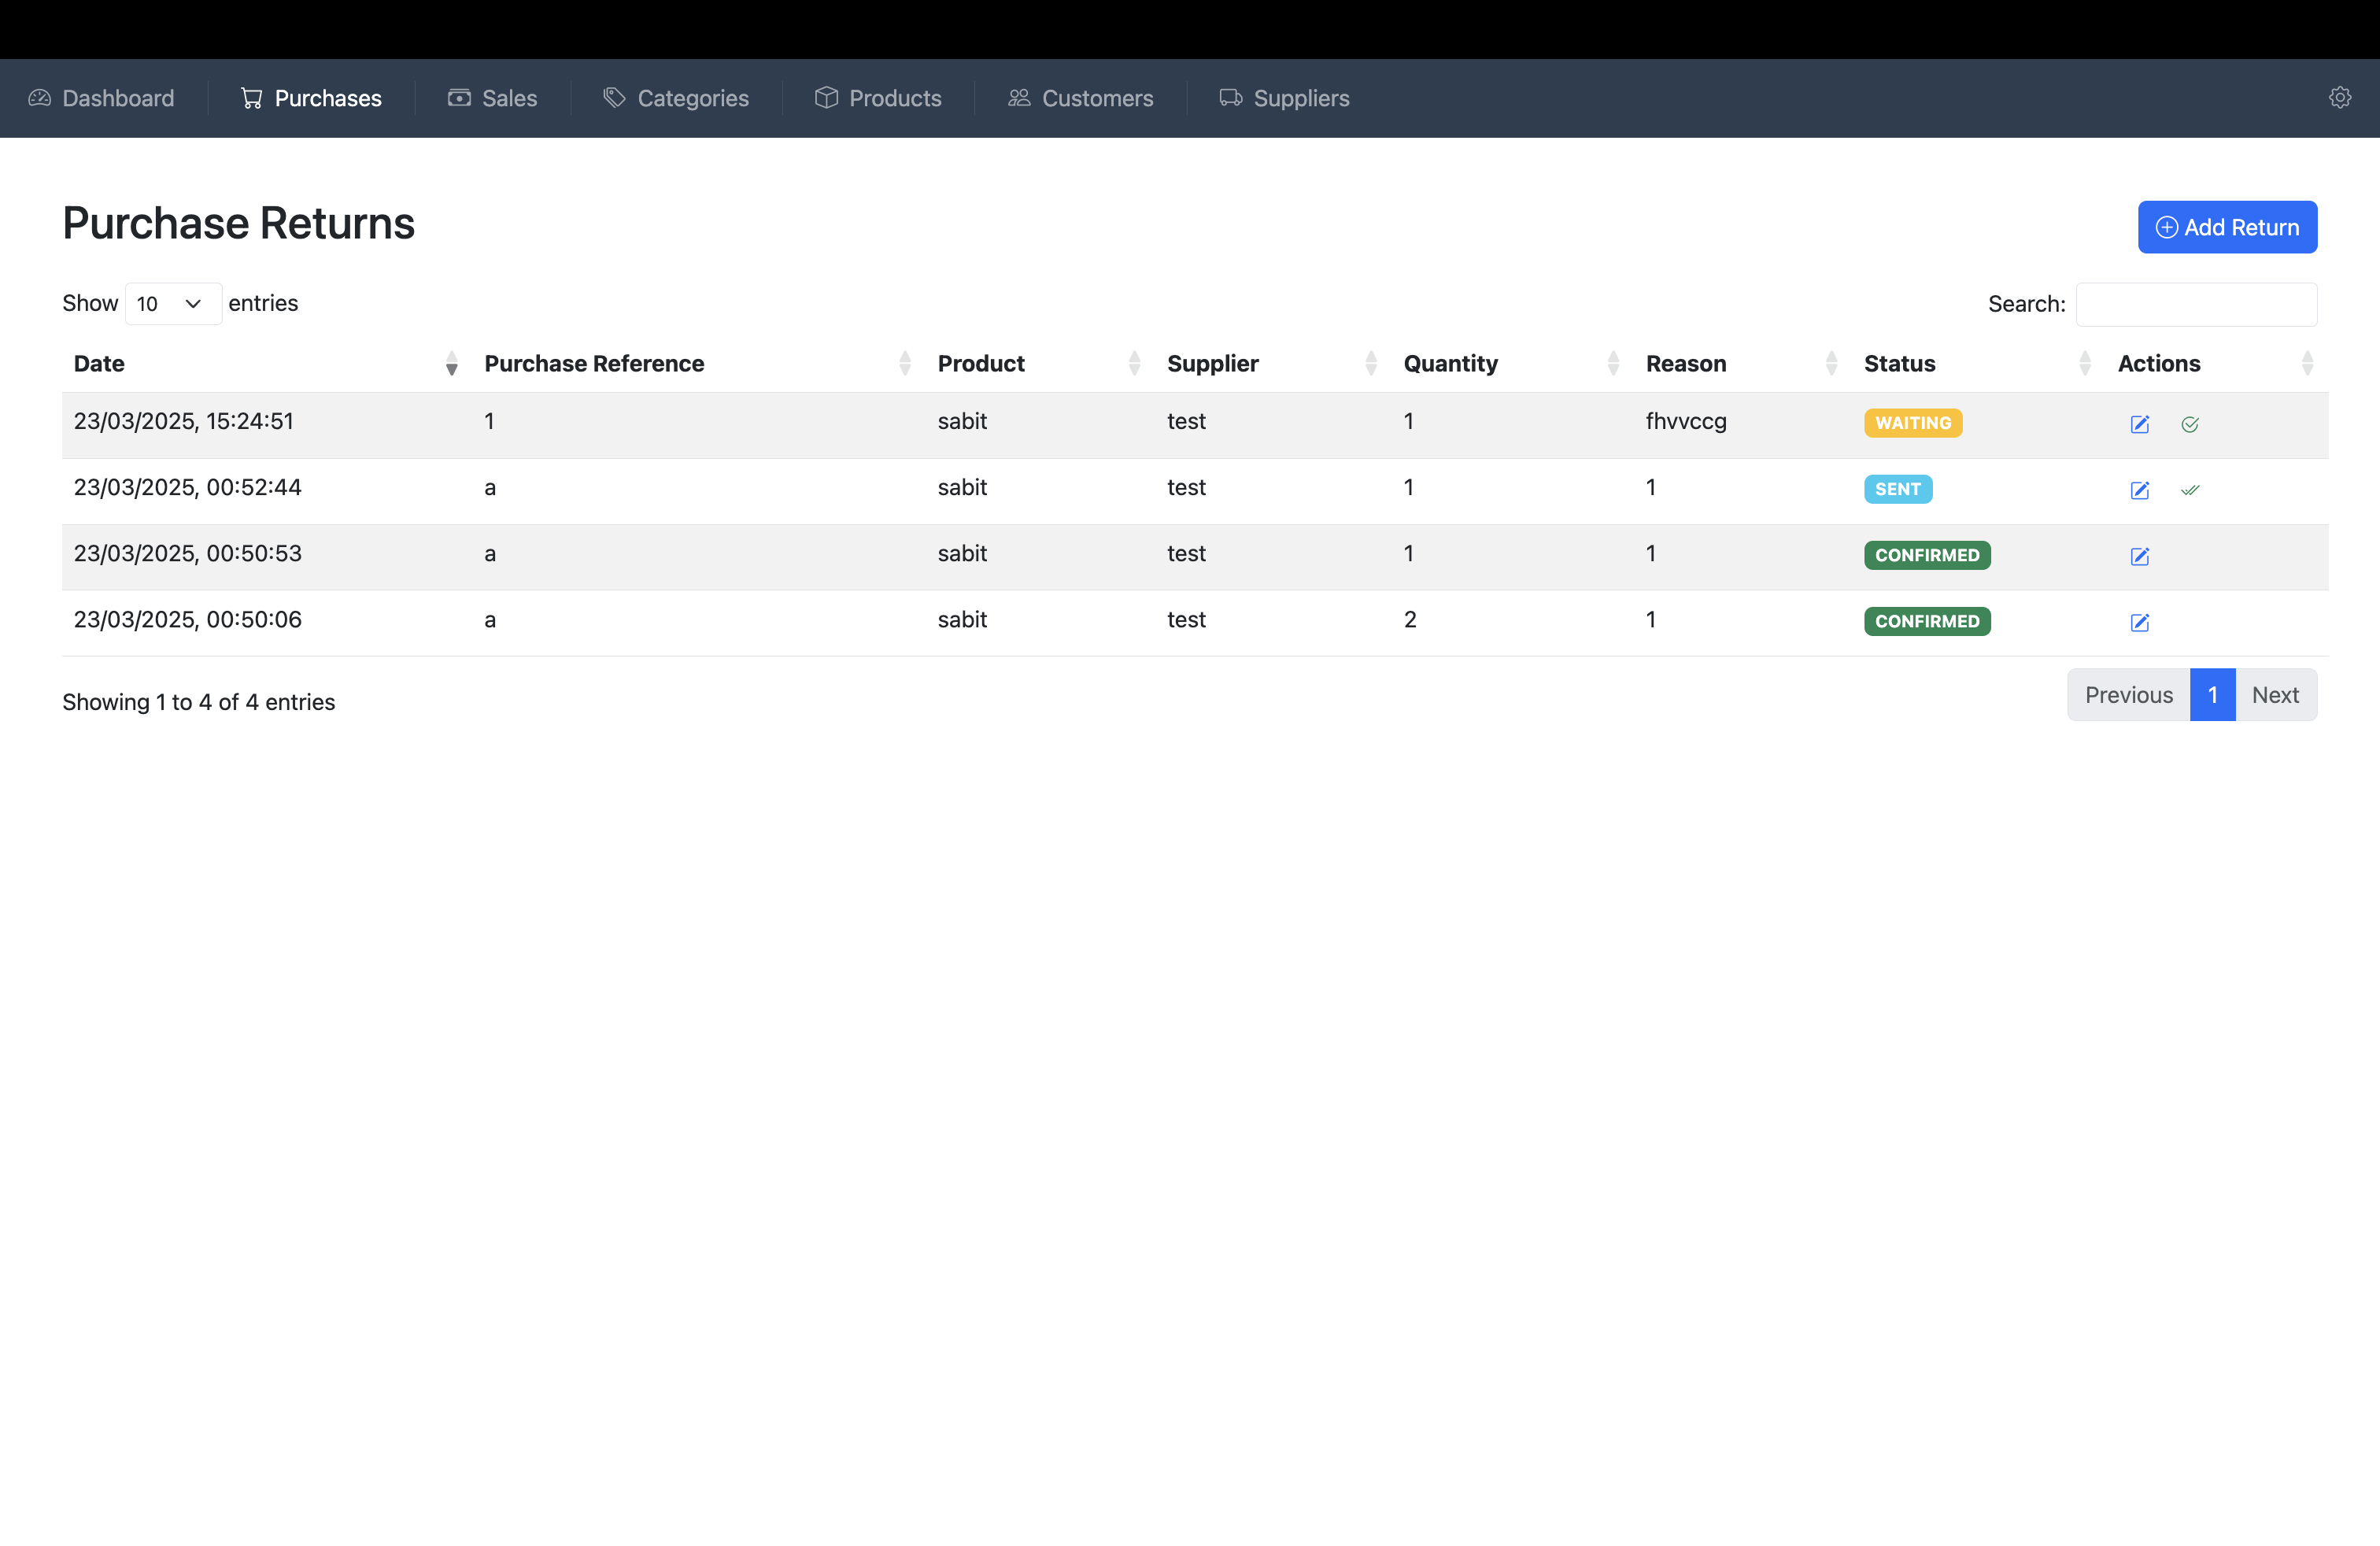 Dashboard Purchases Sales Categories Products Customers Suppliers
Purchase Returns
Add Return
Show 10 entries
Search:
Date Purchase Reference Product Supplier Quantity Reason Status Actions
23/03/2025, 15:24:51 1 sabit test 1 fhvvccg WAITING
23/03/2025, 00:52:44 a sabit test 1 1 SENT
23/03/2025, 00:50:53 a sabit test 1 1 CONFIRMED
23/03/2025, 00:50:06 a sabit test 2 1 CONFIRMED
Showing 1 to 4 of 4 entries
Previous 1 Next